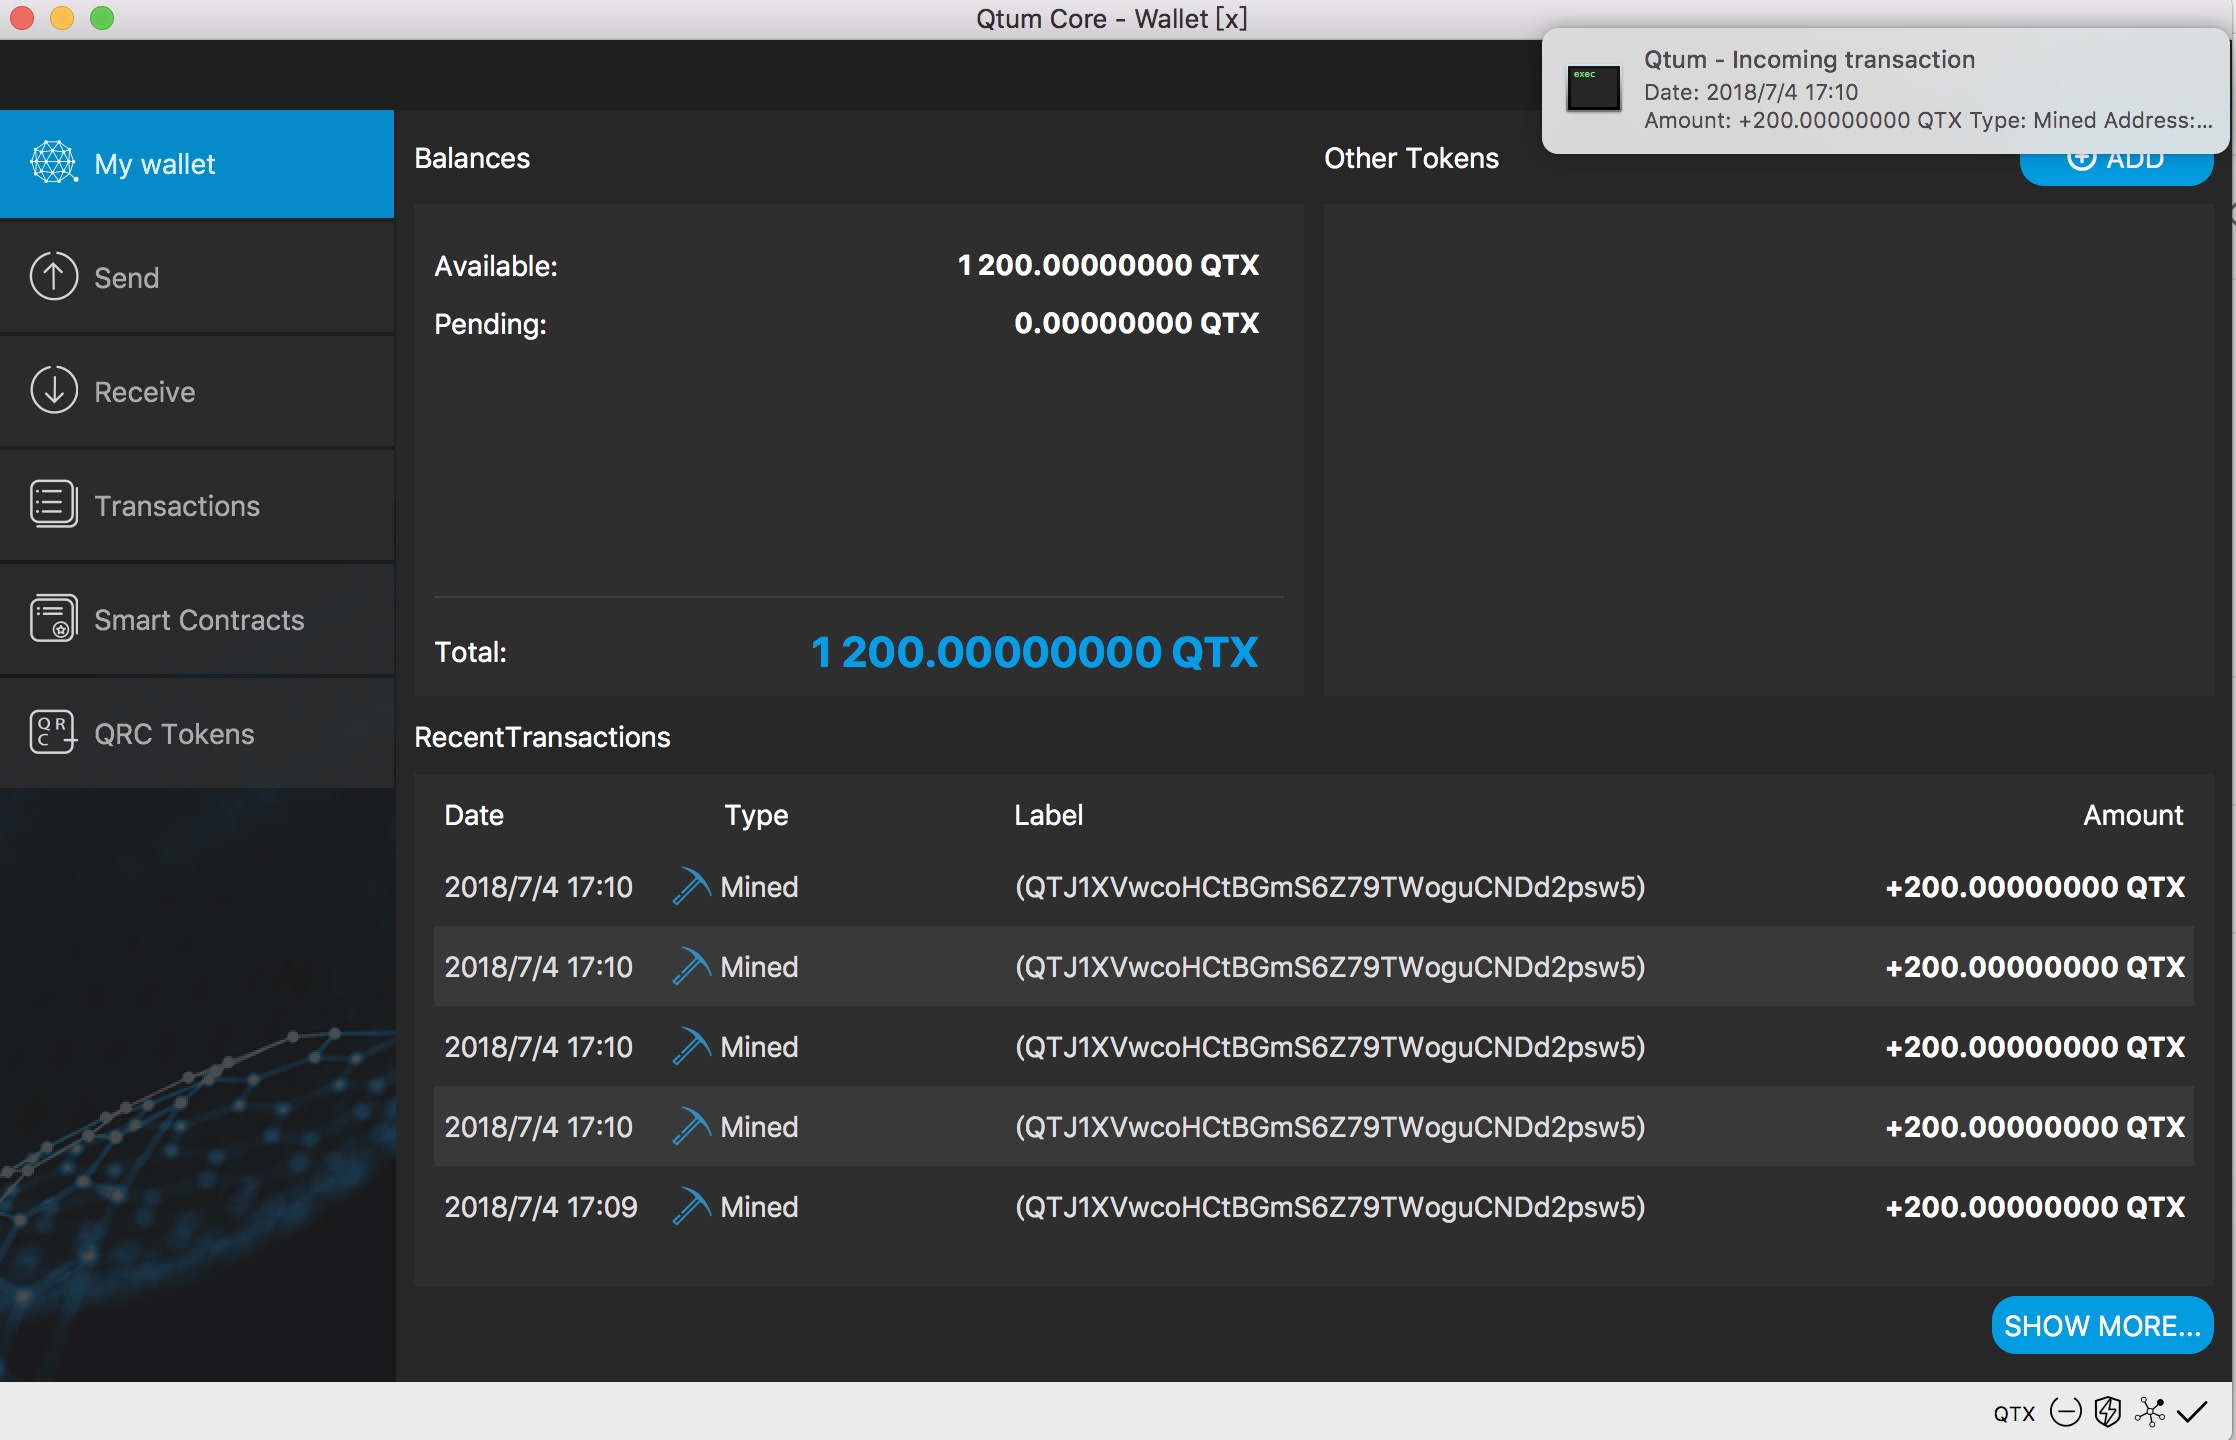 Qtum Core - Wallet [x]
Qtum - Incoming transaction
exec
Date: 2018/7/4 17:10
Amount: +200.00000000 QTX Type: Mined Address:...
My wallet
Send
Receive
Transactions
Smart Contracts
QRC QRC Tokens
Balances
Available: 1 200.00000000 QTX
Pending: 0.00000000 QTX
Total: 1 200.00000000 QTX
Other Tokens
ADD
RecentTransactions
Date Type Label Amount
2018/7/4 17:10 Mined (QTJ1XVwcoHCtBGmS6Z79TWoguCNDd2psw5) +200.00000000 QTX
2018/7/4 17:10 Mined (QTJ1XVwcoHCtBGmS6Z79TWoguCNDd2psw5) +200.00000000 QTX
2018/7/4 17:10 Mined (QTJ1XVwcoHCtBGmS6Z79TWoguCNDd2psw5) +200.00000000 QTX
2018/7/4 17:10 Mined (QTJ1XVwcoHCtBGmS6Z79TWoguCNDd2psw5) +200.00000000 QTX
2018/7/4 17:09 Mined (QTJ1XVwcoHCtBGmS6Z79TWoguCNDd2psw5) +200.00000000 QTX
SHOW MORE...
QTX